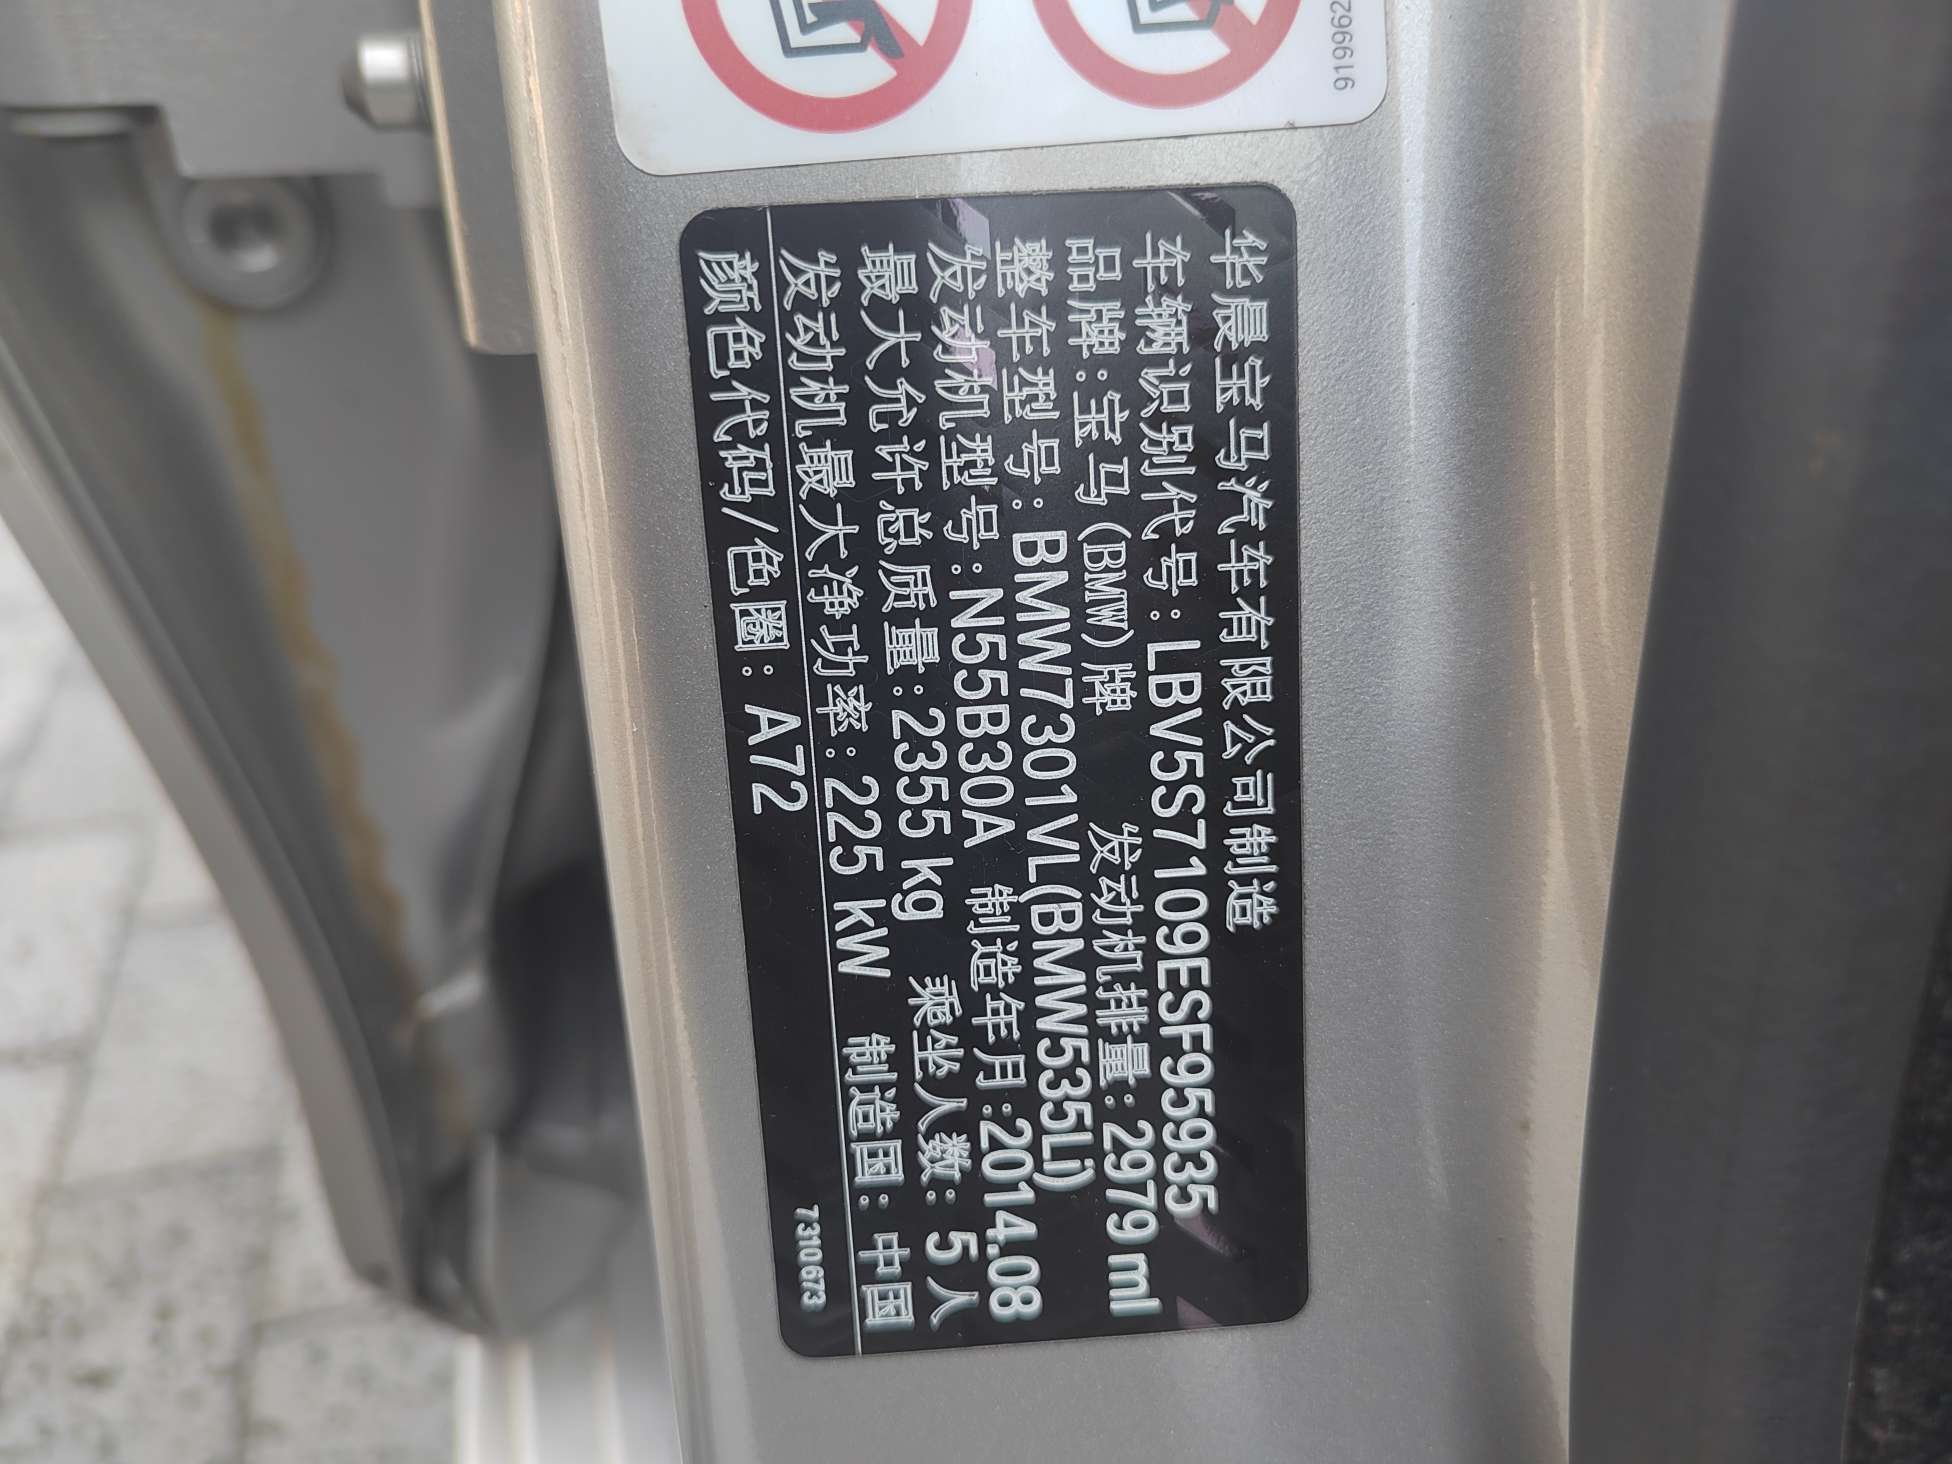 919962
华晨宝马汽车有限公司制造
车辆识别代号:LBV5S7109ESF95935
品牌:宝马(BMW)牌 发动机排量:2979 ml
整车型号:BMW7301VL(BMW535Li)
发动机型号:N55B30A 制造年月:2014.08
最大允许总质量:2355 kg 乘坐人数:5人
发动机最大净功率:225 kW 制造国:中国
颜色代码/色圈:A72
7310673